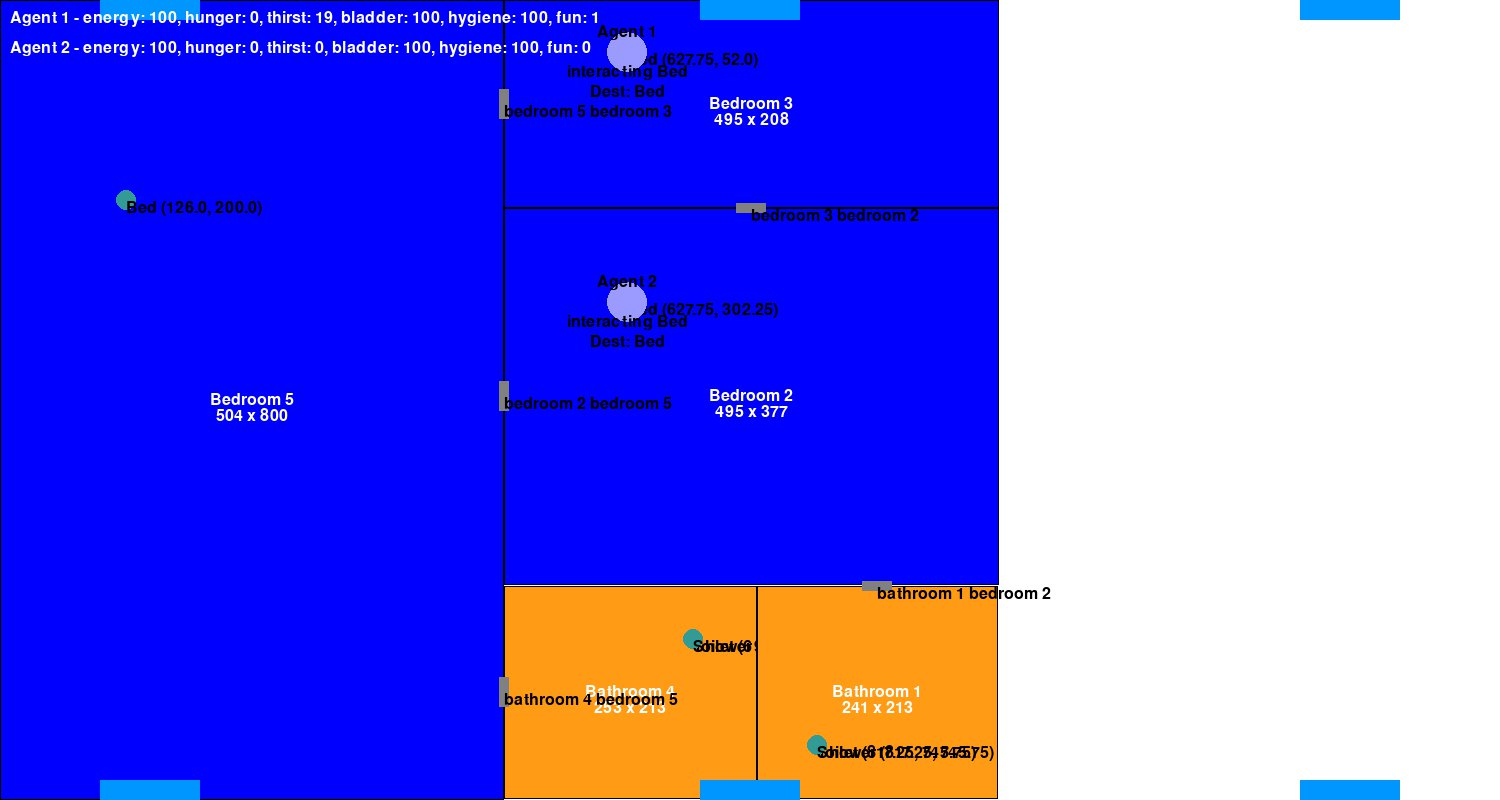 Agent 1 - energy: 100, hunger: 0, thirst: 19, bladder: 100, hygiene: 100, fun: 1
Agent 2 - energy: 100, hunger: 0, thirst: 0, bladder: 100, hygiene: 100, fun: 0
Agent 1
(627.75, 52.0)
interacting Bed
Dest: Bed
Bedroom 3
495 x 208
bedroom 5 bedroom 3
Bed (126.0, 200.0)
bedroom 3 bedroom 2
Agent 2
(627.75, 302.25)
interacting Bed
Dest: Bed
Bedroom 5
504 x 800
bedroom 2 bedroom 5
Bedroom 2
495 x 377
bathroom 1 bedroom 2
Bathroom 4
253 x 213
bathroom 4 bedroom 5
Bathroom 1
241 x 213